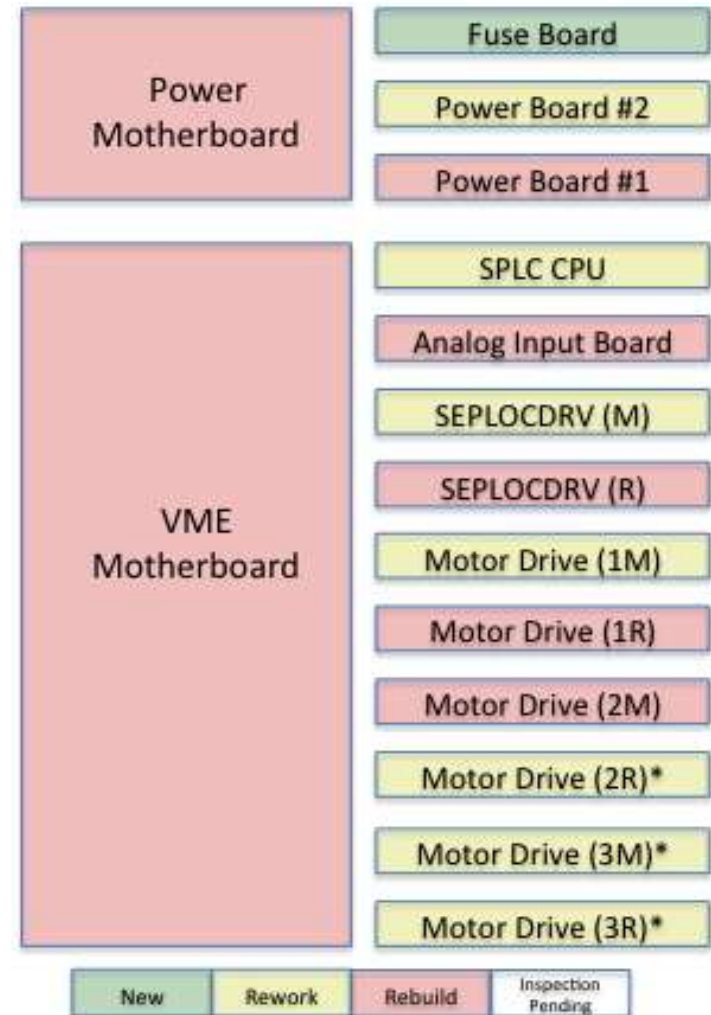 Power
Motherboard
Fuse Board
Power Board #2
Power Board #1
VME
Motherboard
SPLC CPU
Analog Input Board
SEPLOCDRV (M)
SEPLOCDRV (R)
Motor Drive (1M)
Motor Drive (1R)
Motor Drive (2M)
Motor Drive (2R)*
Motor Drive (3M)*
Motor Drive (3R)*
New
Rework
Rebuild
Inspection
Pending